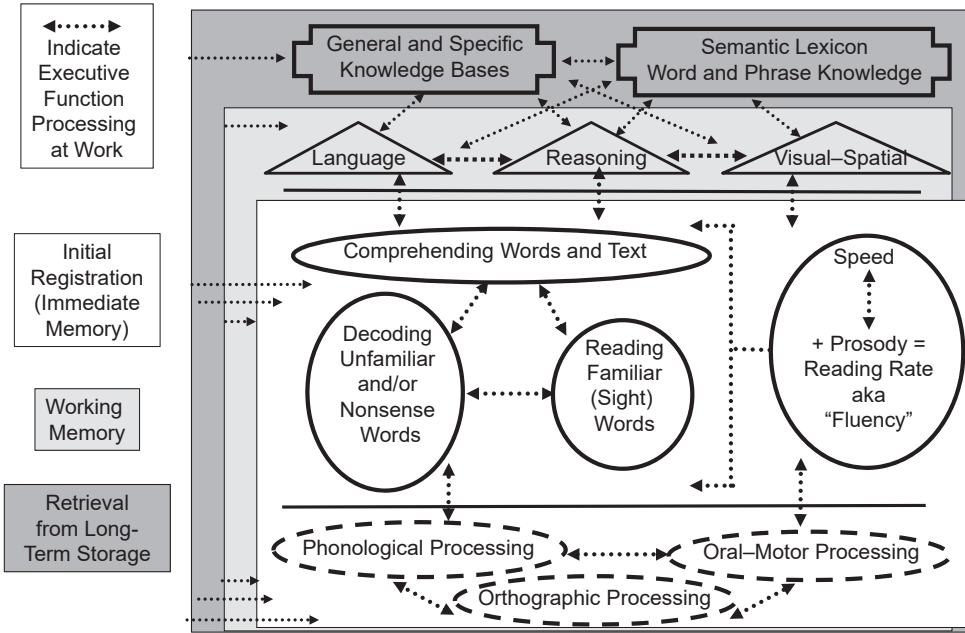 Indicate
Executive
Function
Processing
at Work
Initial
Registration
(Immediate
Memory)
Working
Memory
Retrieval
from Long-
Term Storage
General and Specific
Knowledge Bases
Semantic Lexicon
Word and Phrase Knowledge
Language
Reasoning
Visual–Spatial
Comprehending Words and Text
Decoding
Unfamiliar
and/or
Nonsense
Words
Reading
Familiar
(Sight)
Words
Speed
+ Prosody =
Reading Rate
aka
“Fluency”
Phonological Processing
Oral–Motor Processing
Orthographic Processing